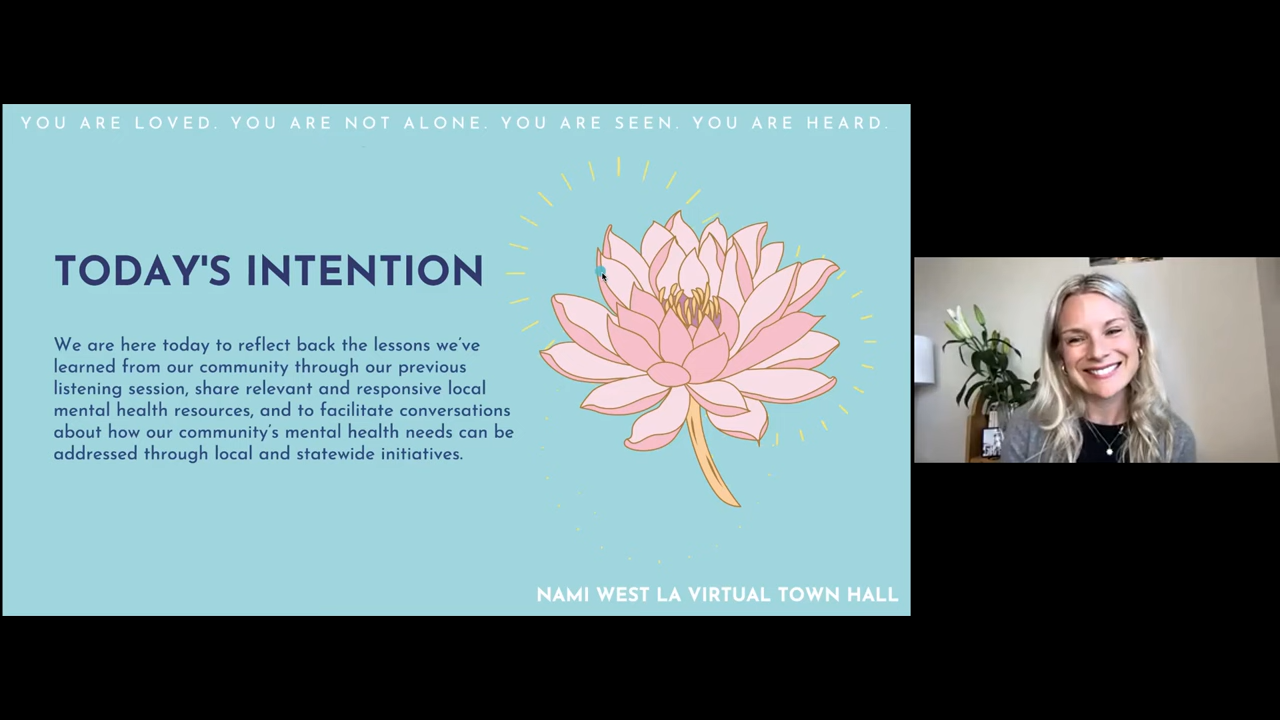 YOU ARE LOVED. YOU ARE NOT ALONE. YOU ARE SEEN. YOU ARE HEARD.
TODAY'S INTENTION
We are here today to reflect back the lessons we've
learned from our community through our previous
listening session, share relevant and responsive local
mental health resources, and to facilitate conversations
about how our community's mental health needs can be
addressed through local and statewide initiatives.
NAMI WEST LA VIRTUAL TOWN HALL